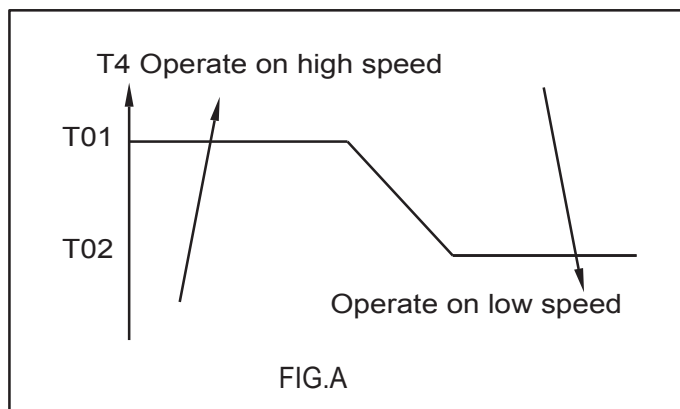 T4 Operate on high speed
T01
T02
Operate on low speed
FIG.A